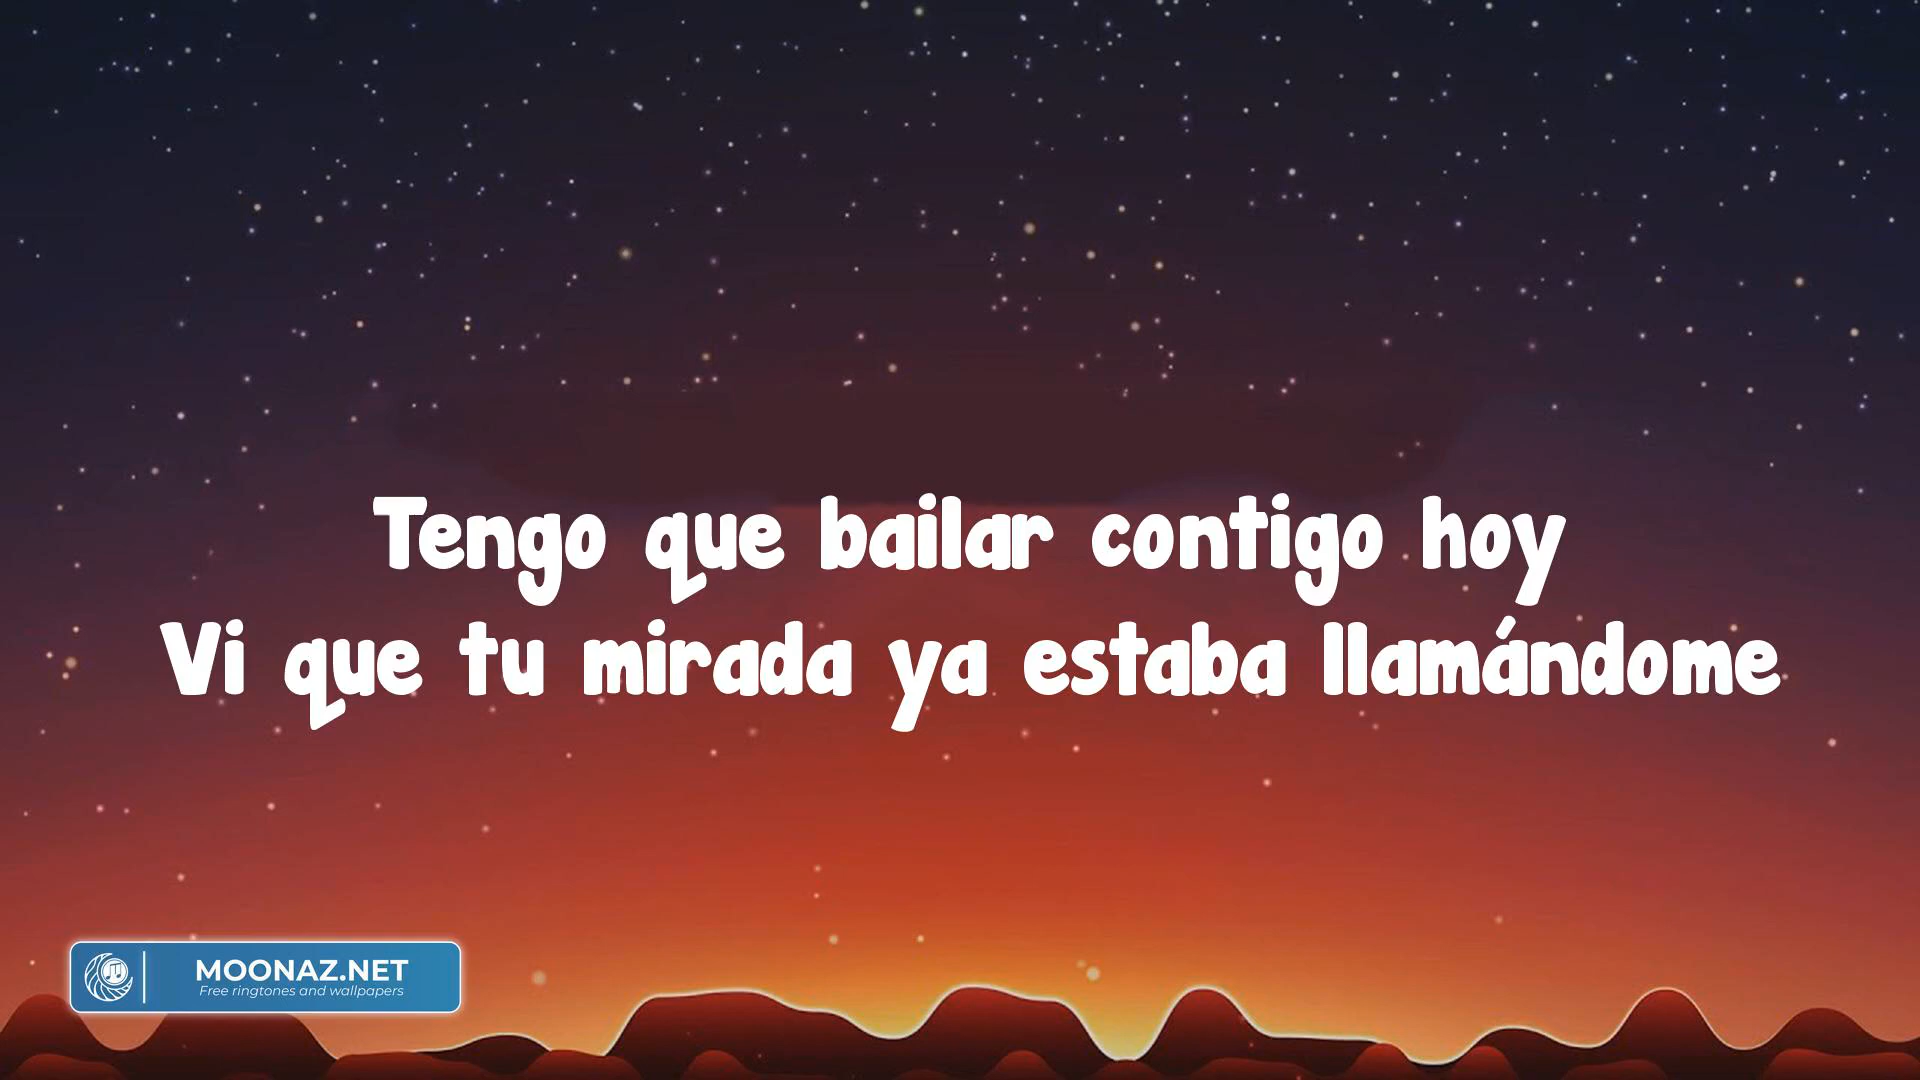 Tengo que bailar contigo hoy
Vi que tu mirada ya estaba llamándome
MOONAZ.NET
Free ringtones and wallpapers